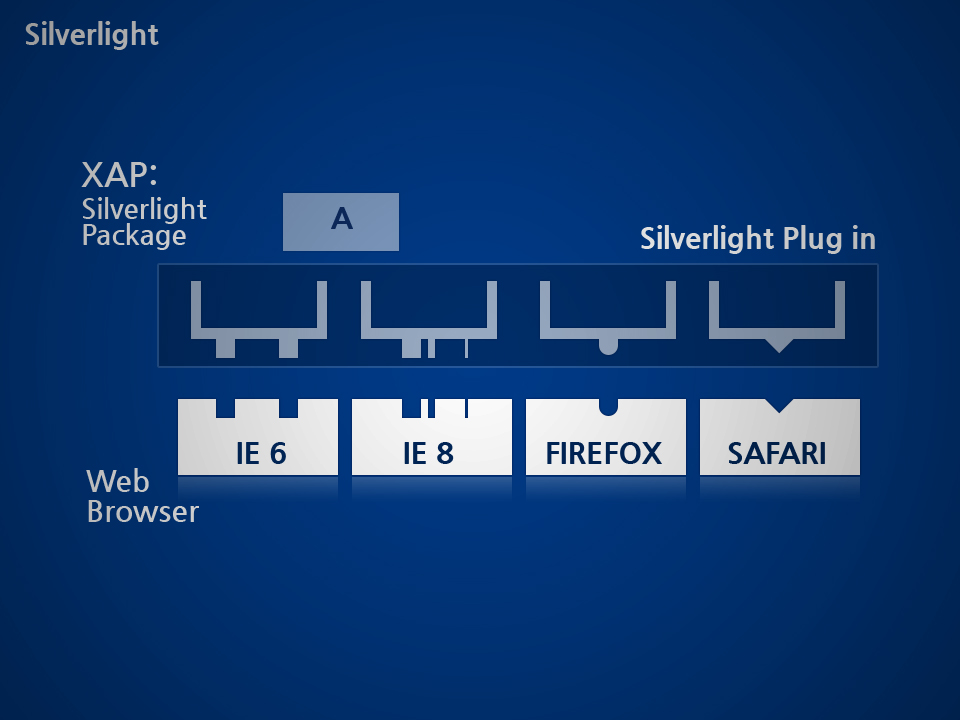 Silverlight
XAP:
Silverlight
Package
A
Silverlight Plug in
IE 6
IE 8
FIREFOX
SAFARI
Web
Browser